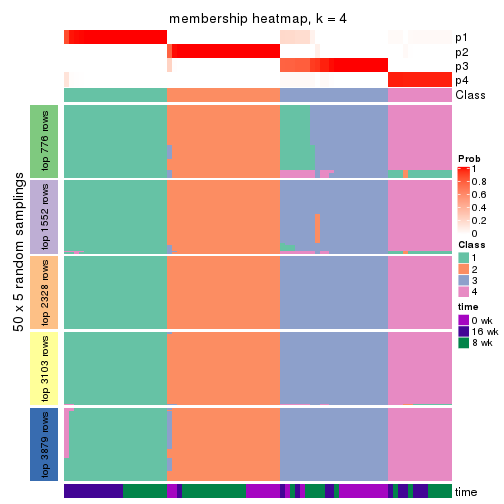 membership heatmap, k = 4
p1
p2
p3
p4
Class
50 x 5 random samplings
top 776 rows
top 1552 rows
top 2328 rows
top 3103 rows
top 3879 rows
time
Prob
1
0.8
0.6
0.4
0.2
0
Class
1
2
3
4
time
0 wk
16 wk
8 wk